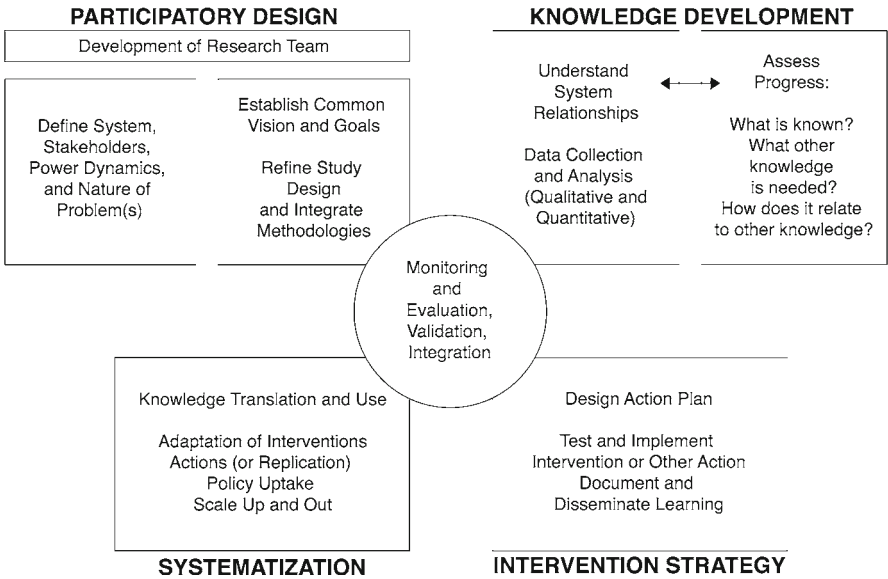 PARTICIPATORY DESIGN
Development of Research Team
Define System,
Stakeholders,
Power Dynamics,
and Nature of
Problem(s)
Establish Common
Vision and Goals
Refine Study
Design
and Integrate
Methodologies
KNOWLEDGE DEVELOPMENT
Understand
System
Relationships
Data Collection
and Analysis
(Qualitative and
Quantitative)
Assess
Progress:
What is known?
What other
knowledge
is needed?
How does it relate
to other knowledge?
Monitoring
and
Evaluation,
Validation,
Integration
Knowledge Translation and Use
Adaptation of Interventions
Actions (or Replication)
Policy Uptake
Scale Up and Out
SYSTEMATIZATION
Design Action Plan
Test and Implement
Intervention or Other Action
Document and
Disseminate Learning
INTERVENTION STRATEGY